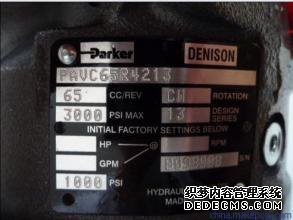 Parker DENISON
PAVC65R4213
65 CC/REV CW ROTATION
3000 PSI MAX 13 DESIGN SERIES
INITIAL FACTORY SETTINGS BELOW
HP @ RPM
GPM S/N
1000 PSI
HYDRAULI
MADE
织梦内容管理系统
DEDECMS.COM